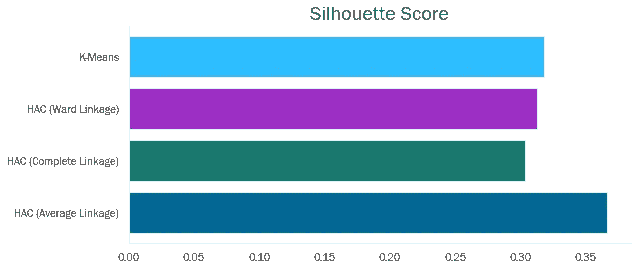 Silhouette Score
K-Means
HAC (Ward Linkage)
HAC (Complete Linkage)
HAC (Average Linkage)
0.00 0.05 0.10 0.15 0.20 0.25 0.30 0.35